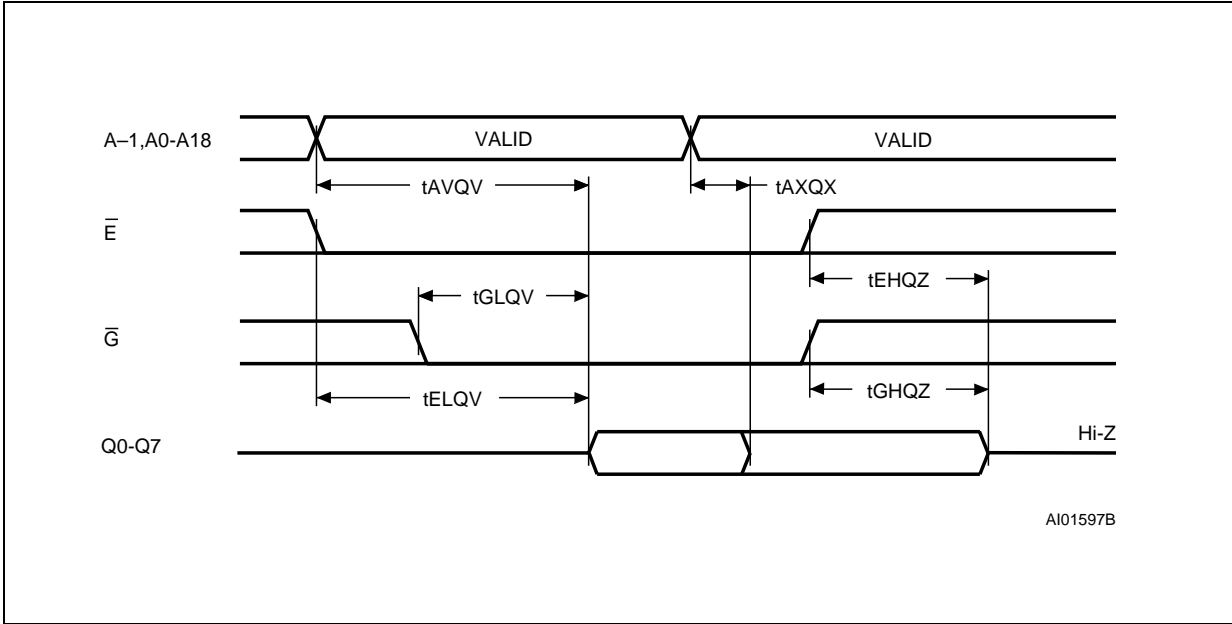 A–1,A0-A18
VALID
VALID
tAVQV
tAXQX
E̅
tEHQZ
tGLQV
G̅
tGHQZ
tELQV
Q0-Q7
Hi-Z
AI01597B